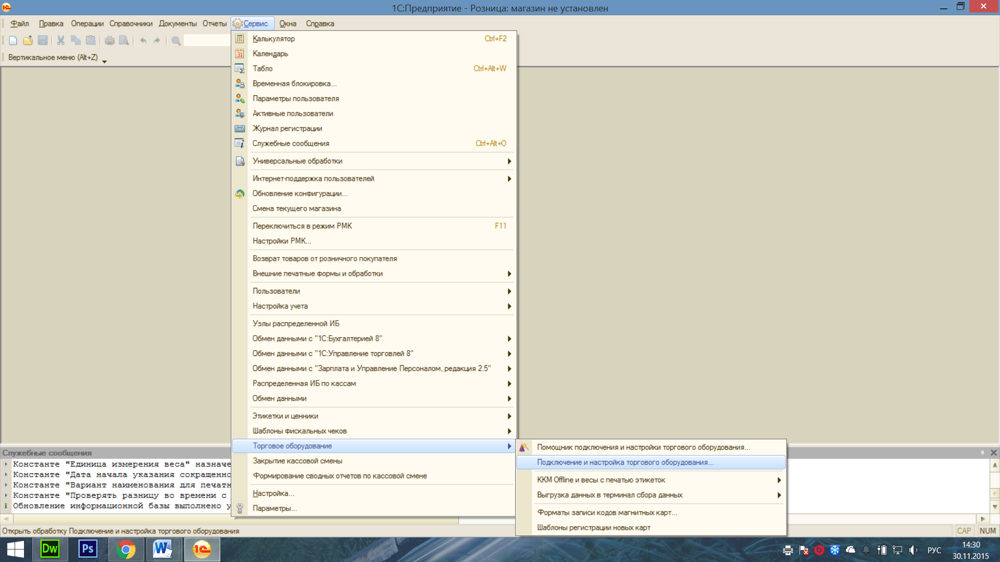 1С:Предприятие - Розница: магазин не установлен
Файл Правка Операции Справочники Документы Отчеты Сервис Окна Справка
Вертикальное меню (Alt+Z)
Калькулятор Ctrl+F2
31 Календарь
Табло Ctrl+Alt+W
Временная блокировка...
Параметры пользователя
Активные пользователи
Журнал регистрации
Служебные сообщения Ctrl+Alt+O
Универсальные обработки
Интернет-поддержка пользователей
Обновление конфигурации...
Смена текущего магазина
Переключиться в режим РМК F11
Настройки РМК...
Возврат товаров от розничного покупателя
Внешние печатные формы и обработки
Пользователи
Настройка учета
Узлы распределенной ИБ
Обмен данными с "1С:Бухгалтерией 8"
Обмен данными с "1С:Управление торговлей 8"
Обмен данными с "Зарплата и Управление Персоналом, редакция 2.5"
Распределенная ИБ по кассам
Обмен данными
Этикетки и ценники
Шаблоны фискальных чеков
Торговое оборудование
Закрытие кассовой смены
Формирование сводных отчетов по кассовой смене
Настройка...
Параметры...
Помощник подключения и настройки торгового оборудования...
Подключение и настройка торгового оборудования...
ККМ Offline и весы с печатью этикеток
Выгрузка данных в терминал сбора данных
Форматы записи кодов магнитных карт...
Шаблоны регистрации новых карт
Служебные сообщения
Константе "Единица измерения веса" назначе
Константе "Дата начала указания сокращенно
Константе "Вариант наименования для печатн
Константе "Проверять разницу во времени с
Обновление информационной базы выполнено у
Открыть обработку Подключение и настройка торгового оборудования
CAP NUM
Dw Ps W 1С
РУС 14:30
30.11.2015